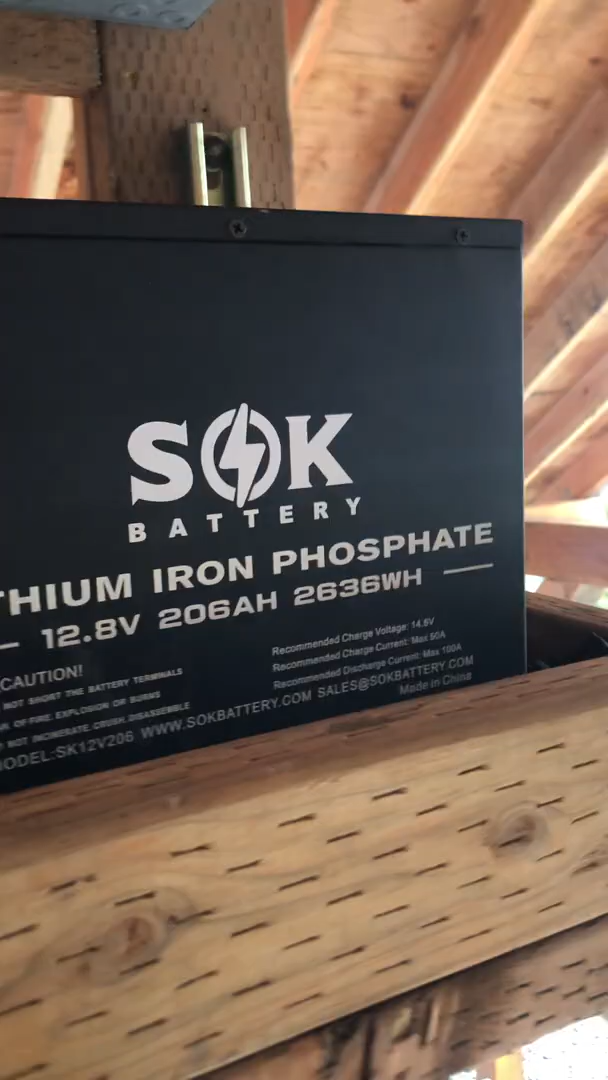 SOK
BATTERY
THIUM IRON PHOSPHATE
12.8V 206AH 2636WH
CAUTION!
NOT SHORT THE BATTERY TERMINALS
OF FIRE, EXPLOSION OR BURNS
NOT INCINERATE, CRUSH, DISASSEMBLE
Recommended Charge Voltage: 14.6V
Recommended Charge Current: Max 50A
Recommended Discharge Current: Max 100A
ODEL:SK12V206 WWW.SOKBATTERY.COM SALES@SOKBATTERY.COM
Made in China